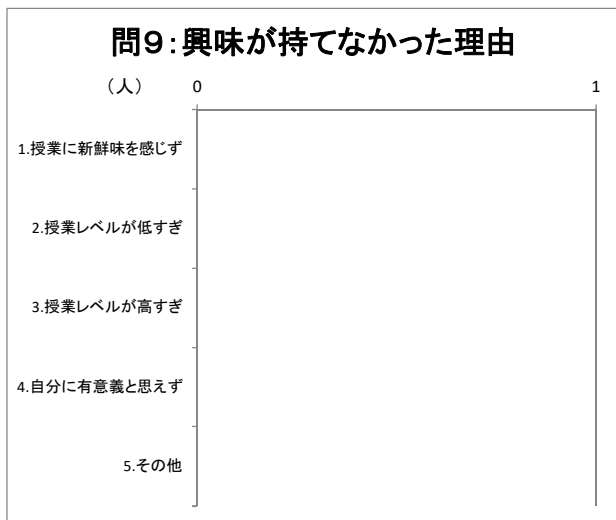 問9:興味が持てなかった理由
（人） 0 1
1.授業に新鮮味を感じず
2.授業レベルが低すぎ
3.授業レベルが高すぎ
4.自分に有意義と思えず
5.その他